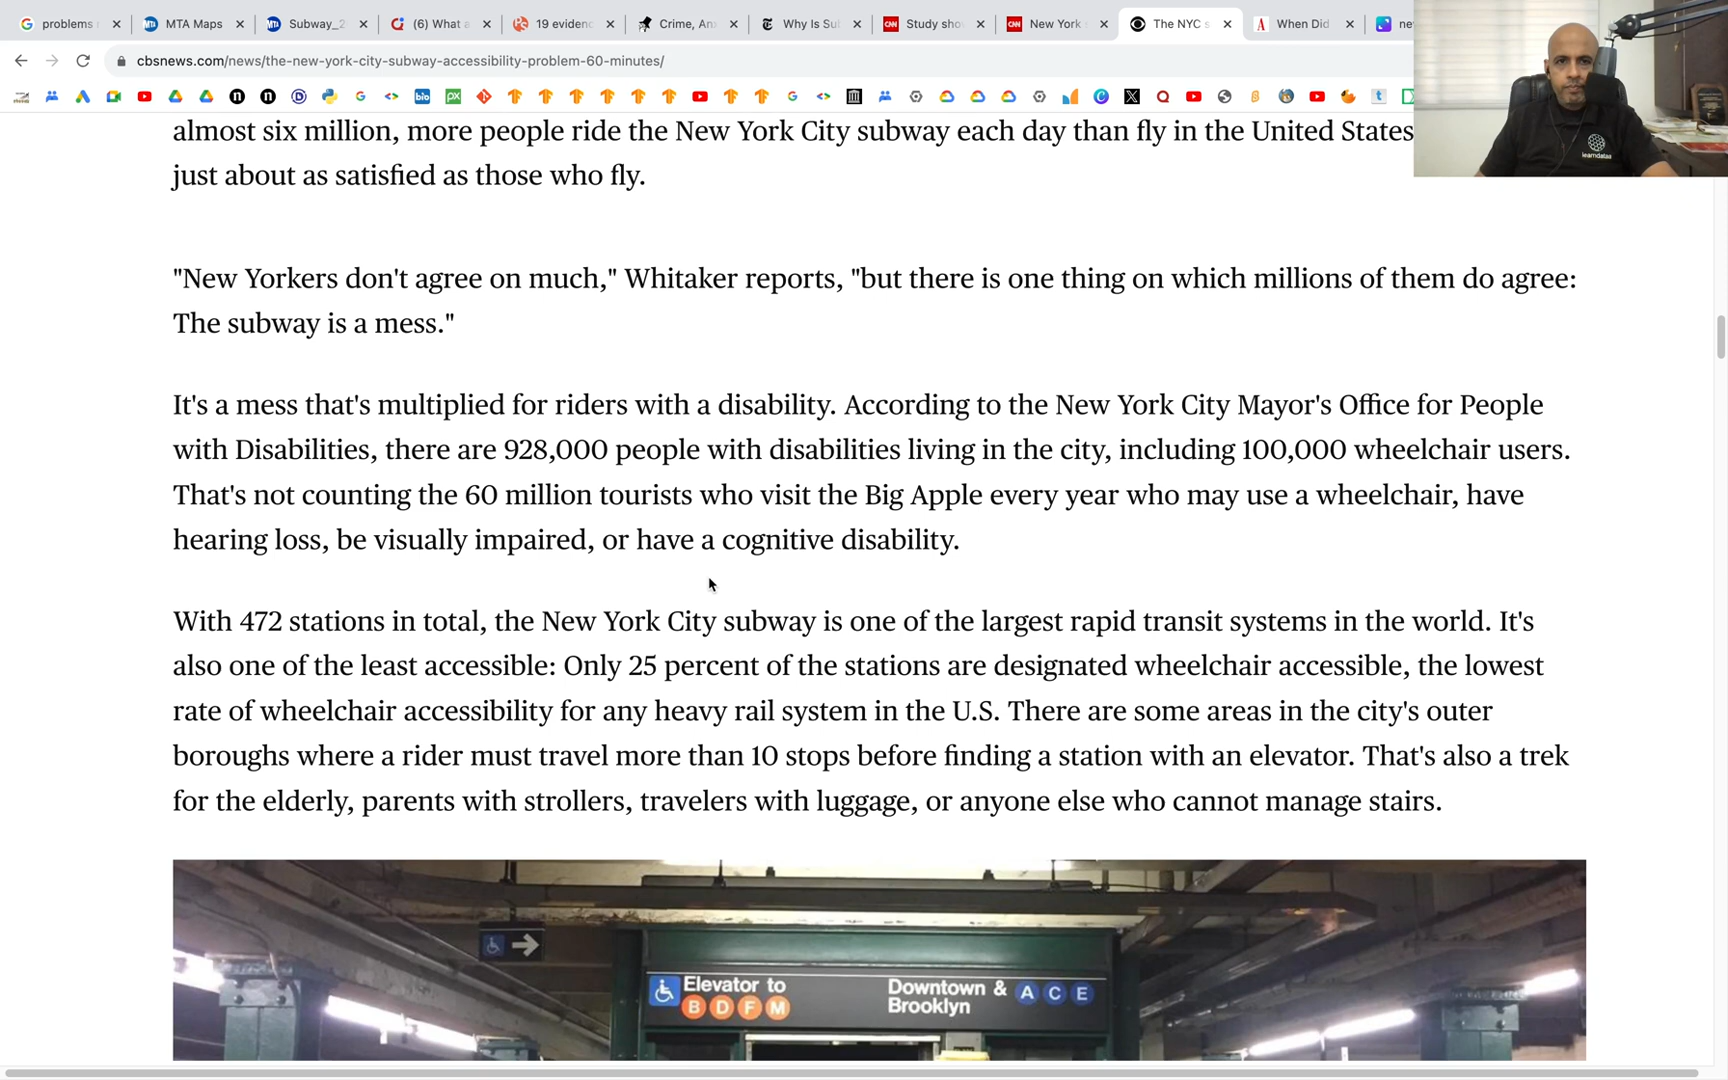 problems
MTA Maps
Subway_2
(6) What a
19 eviden
Crime, An
Why Is Su
Study sho
New York
The NYC s
When Did
ne
cbsnews.com/news/the-new-york-city-subway-accessibility-problem-60-minutes/
almost six million, more people ride the New York City subway each day than fly in the United States
just about as satisfied as those who fly.
"New Yorkers don't agree on much," Whitaker reports, "but there is one thing on which millions of them do agree:
The subway is a mess."
It's a mess that's multiplied for riders with a disability. According to the New York City Mayor's Office for People
with Disabilities, there are 928,000 people with disabilities living in the city, including 100,000 wheelchair users.
That's not counting the 60 million tourists who visit the Big Apple every year who may use a wheelchair, have
hearing loss, be visually impaired, or have a cognitive disability.
With 472 stations in total, the New York City subway is one of the largest rapid transit systems in the world. It's
also one of the least accessible: Only 25 percent of the stations are designated wheelchair accessible, the lowest
rate of wheelchair accessibility for any heavy rail system in the U.S. There are some areas in the city's outer
boroughs where a rider must travel more than 10 stops before finding a station with an elevator. That's also a trek
for the elderly, parents with strollers, travelers with luggage, or anyone else who cannot manage stairs.
Elevator to
B D F M
Downtown & A C E
Brooklyn
learndataa